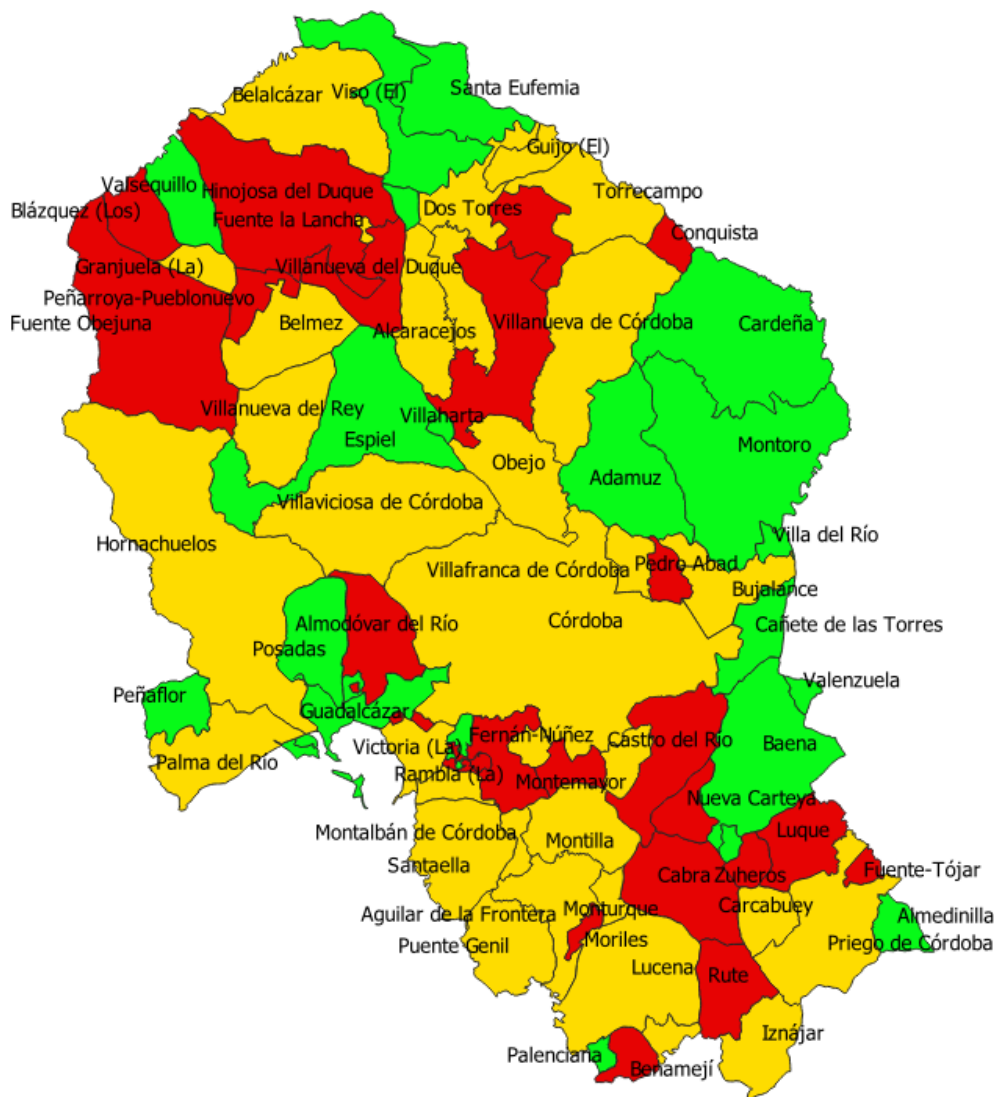 Santa Eufemia
Viso (El)
Belalcázar
Guijo (El)
Valsequillo
Hinojosa del Duque
Torrecampo
Blázquez (Los)
Fuente la Lancha
Dos Torres
Conquista
Granjuela (La)
Villanueva del Duque
Peñarroya-Pueblonuevo
Fuente Obejuna
Belmez
Alcaracejos
Villanueva de Córdoba
Cardeña
Villanueva del Rey
Villaharta
Espiel
Montoro
Obejo
Adamuz
Villaviciosa de Córdoba
Villa del Río
Hornachuelos
Villafranca de Córdoba
Pedro Abad
Bujalance
Almodóvar del Río
Córdoba
Cañete de las Torres
Posadas
Peñaflor
Valenzuela
Guadalcázar
Fernán-Núñez
Castro del Río
Baena
Victoria (La)
Palma del Río
Rambla (La)
Montemayor
Nueva Carteya
Montalbán de Córdoba
Luque
Montilla
Santaella
Cabra
Zuheros
Fuente-Tójar
Carcabuey
Aguilar de la Frontera
Monturque
Almedinilla
Puente Genil
Moriles
Priego de Córdoba
Lucena
Rute
Iznájar
Palenciana
Benamejí